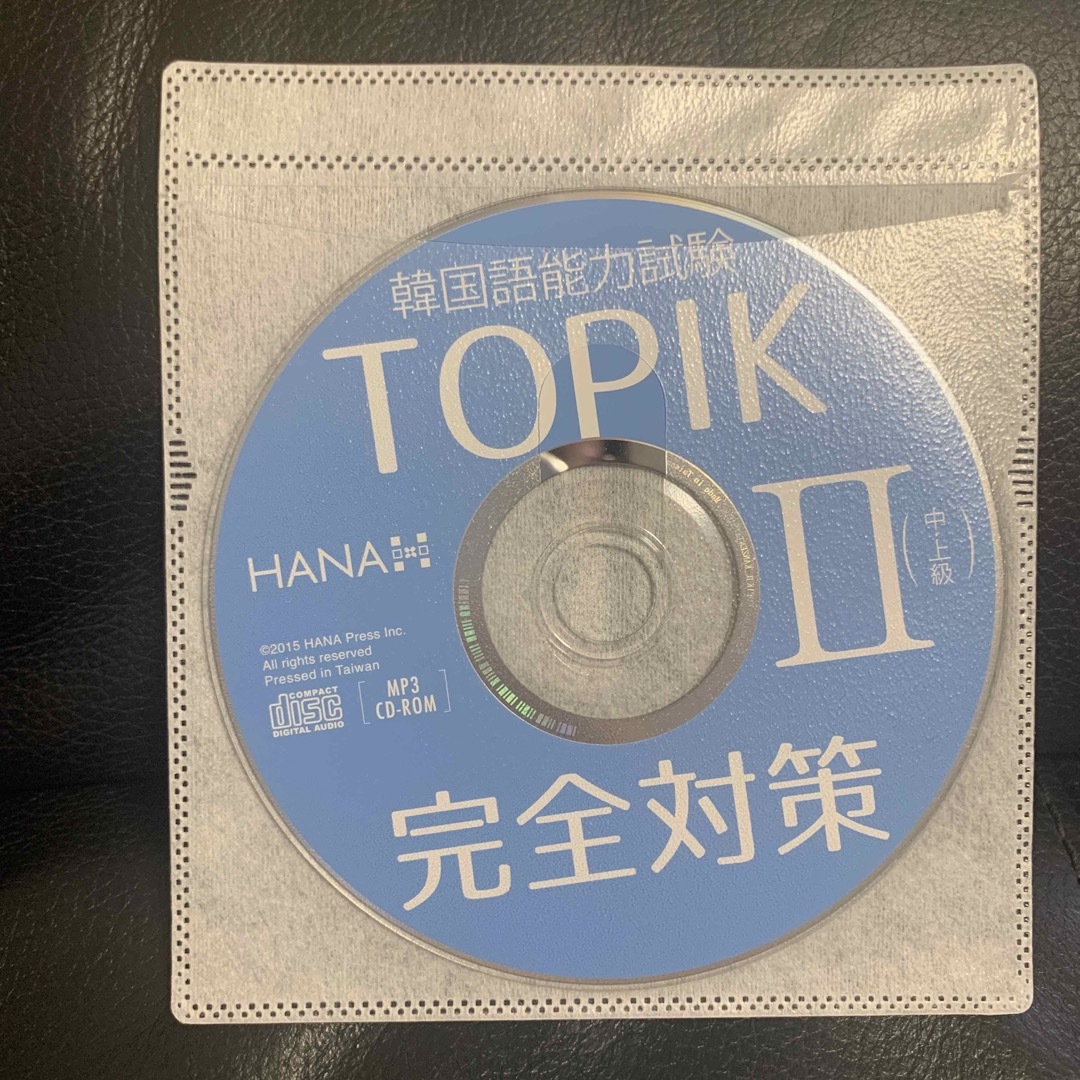 韓国語能力試験
TOPIK
II
(中・上級)
HANA
©2015 HANA Press Inc.
All rights reserved
Pressed in Taiwan
COMPACT
disc
DIGITAL AUDIO
[MP3
CD-ROM]
完全対策